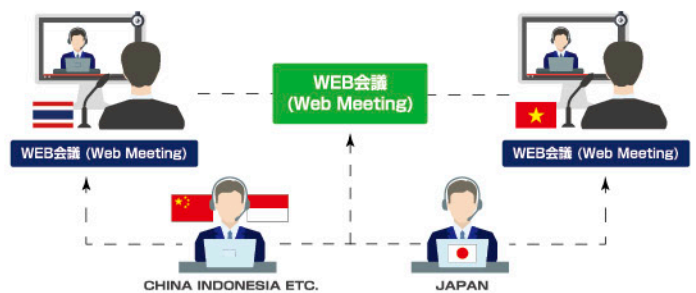 WEB会議
(Web Meeting)
WEB会議 (Web Meeting)
WEB会議 (Web Meeting)
CHINA INDONESIA ETC.
JAPAN